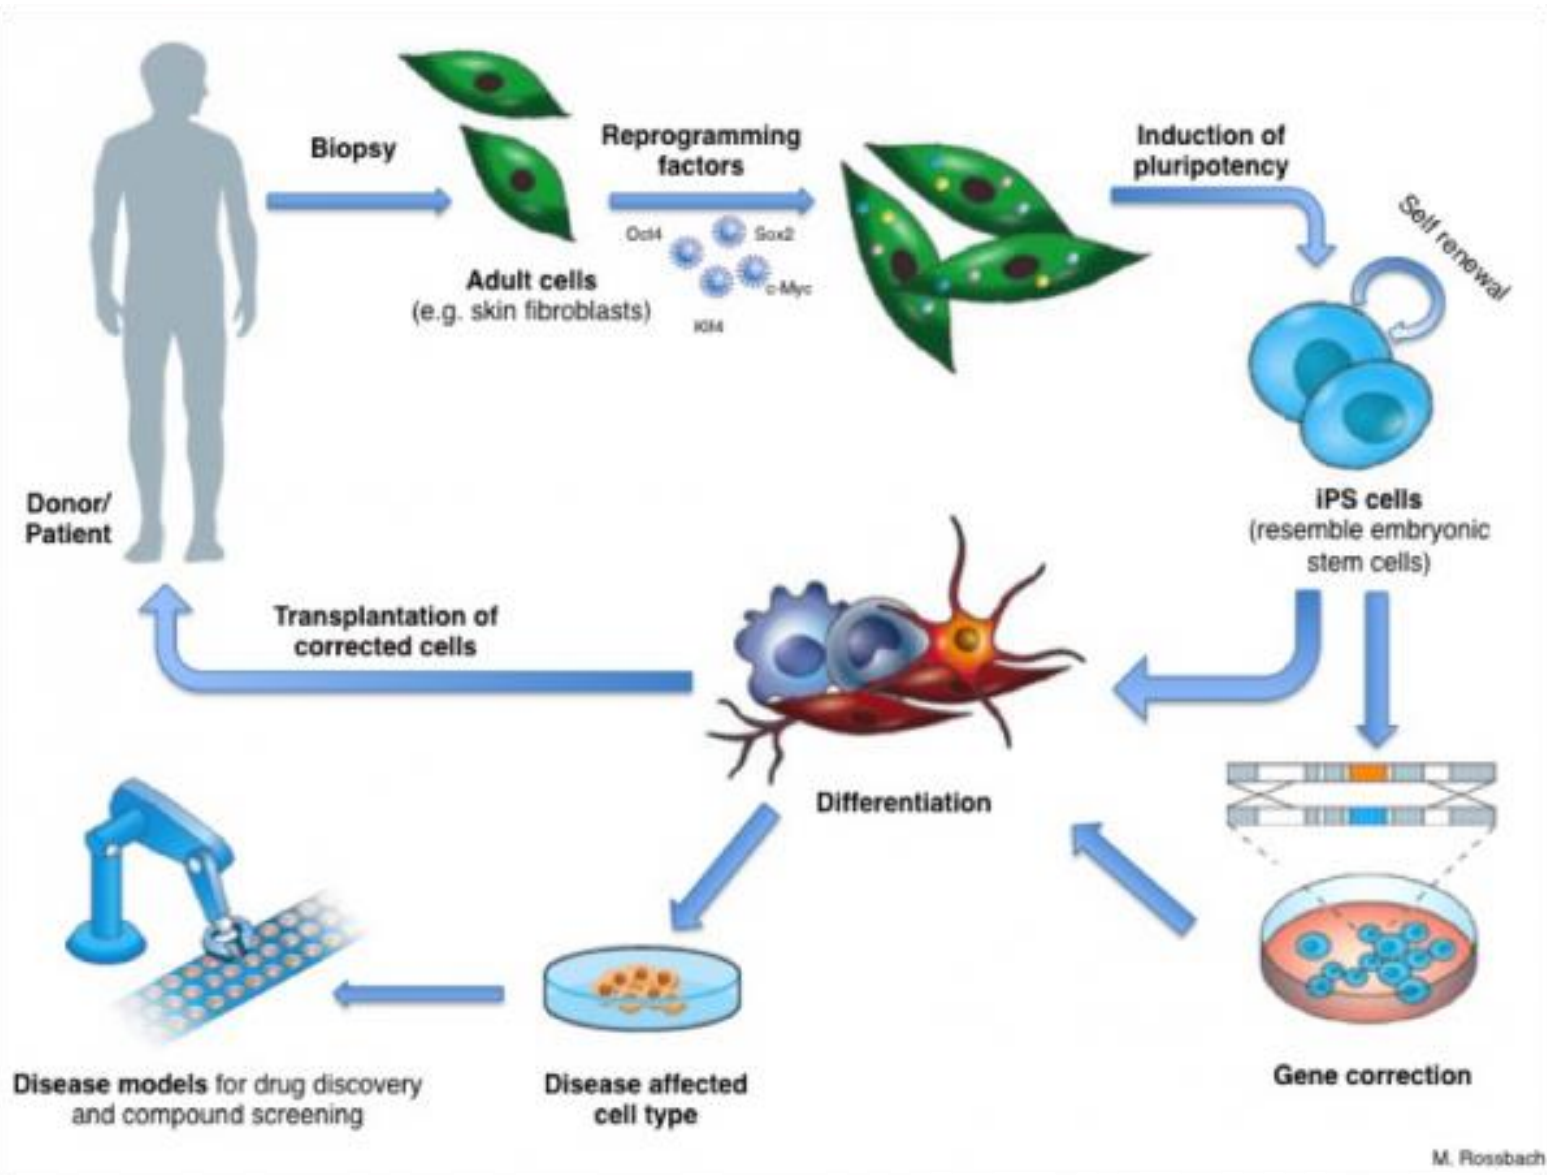 Biopsy
Adult cells
(e.g. skin fibroblasts)
Reprogramming
factors
Oct4
Sox2
c-Myc
Klf4
Induction of
pluripotency
Self renewal
iPS cells
(resemble embryonic
stem cells)
Donor/
Patient
Transplantation of
corrected cells
Differentiation
Gene correction
Disease affected
cell type
Disease models for drug discovery
and compound screening
M. Rossbach